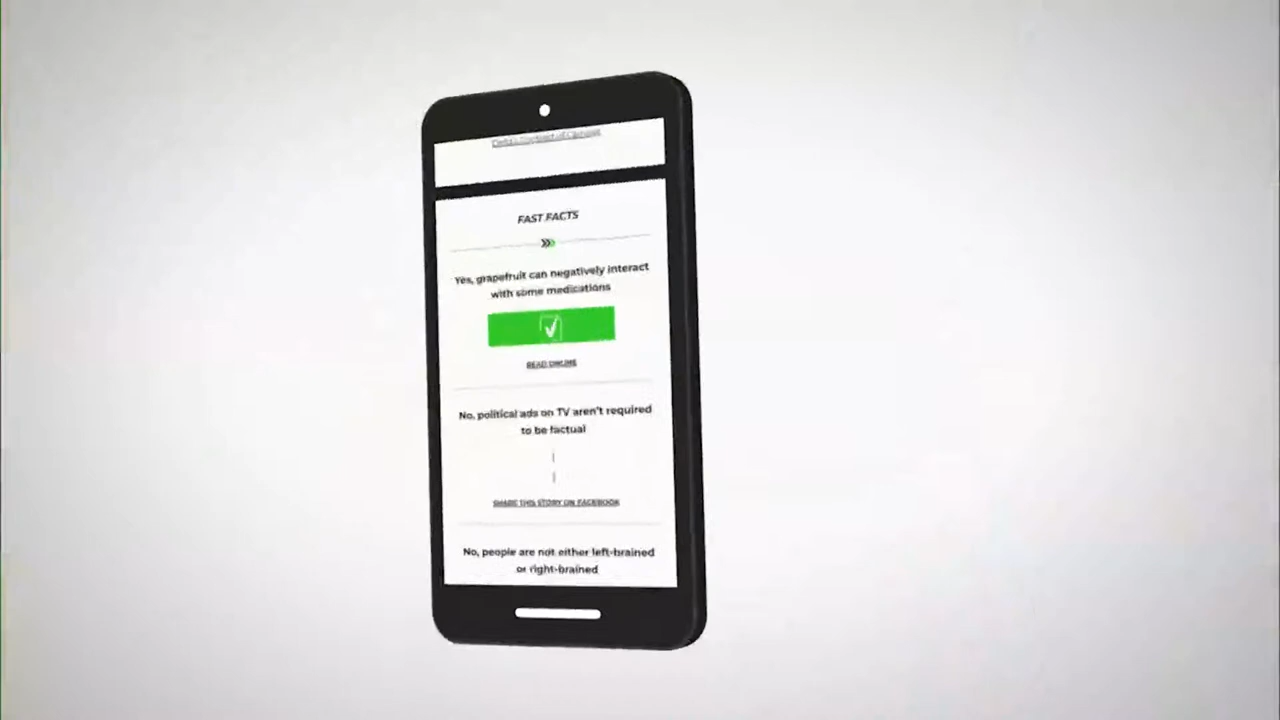 FAST FACTS
Yes, grapefruit can negatively interact
with some medications
READ ONLINE
No, political ads on TV aren't required
to be factual
SHARE THIS STORY ON FACEBOOK
No, people are not either left-brained
or right-brained